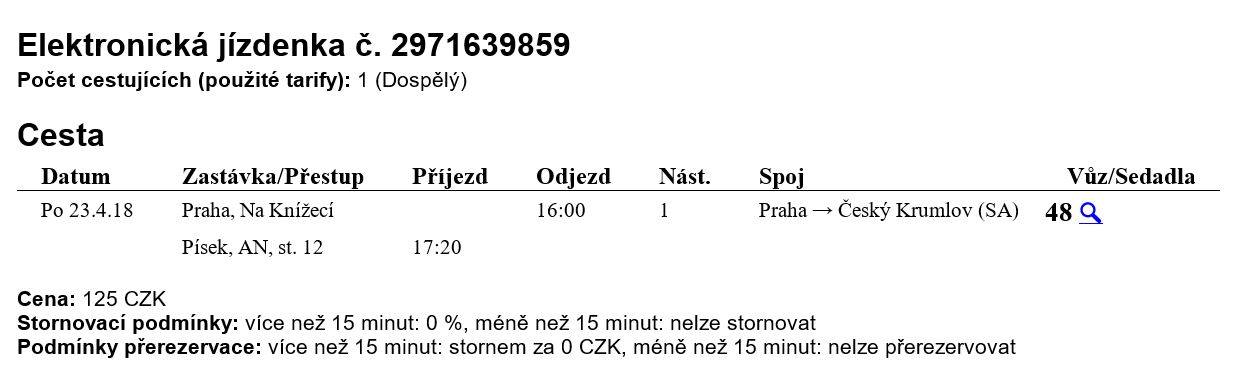 Elektronická jízdenka č. 2971639859
Počet cestujících (použité tarify): 1 (Dospělý)
Cesta
Datum Zastávka/Přestup Příjezd Odjezd Nást. Spoj Vůz/Sedadla
Po 23.4.18 Praha, Na Knížecí 16:00 1 Praha → Český Krumlov (SA) 48
Písek, AN, st. 12 17:20
Cena: 125 CZK
Stornovací podmínky: více než 15 minut: 0 %, méně než 15 minut: nelze stornovat
Podmínky přerezervace: více než 15 minut: stornem za 0 CZK, méně než 15 minut: nelze přerezervovat